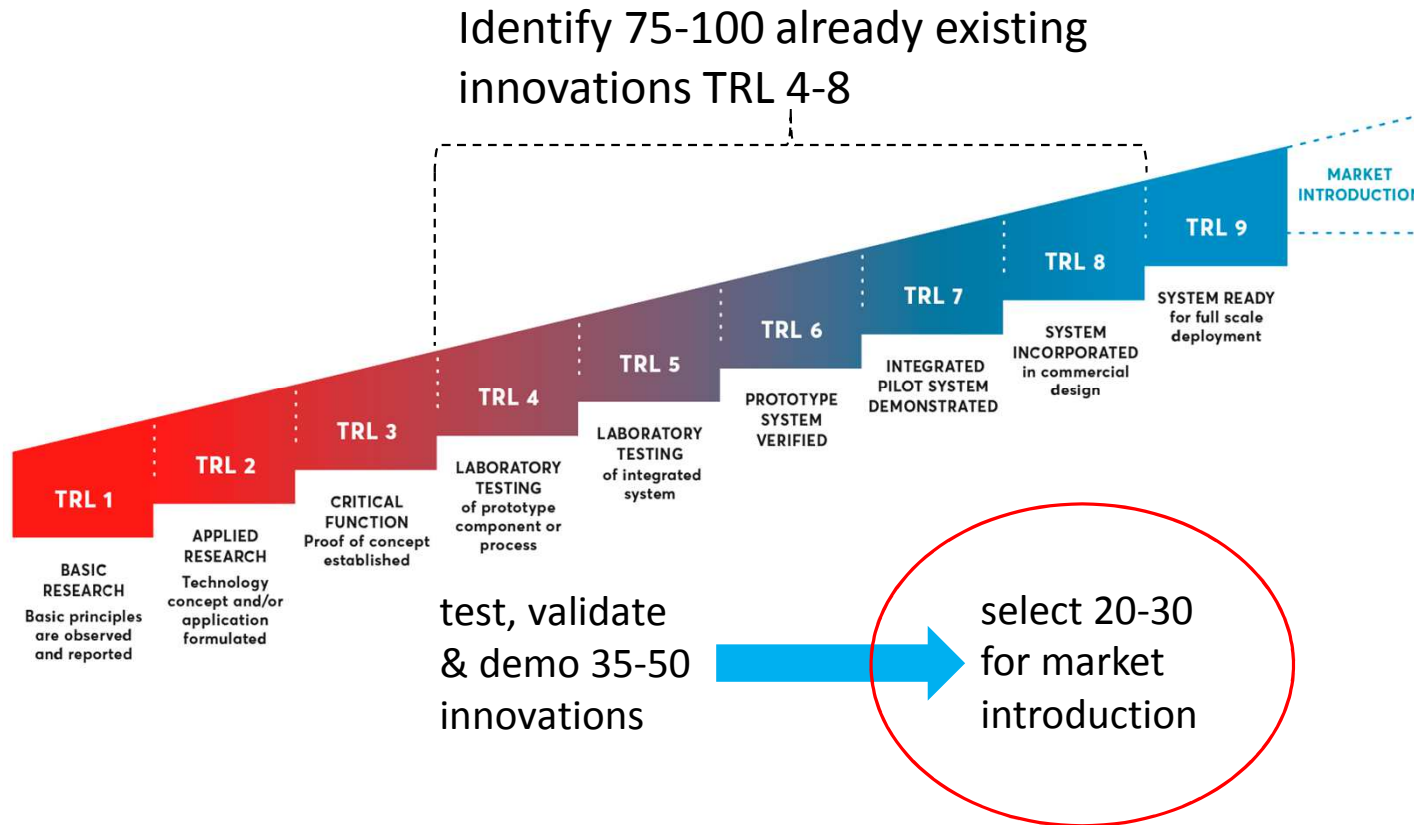 Identify 75-100 already existing
innovations TRL 4-8
MARKET
INTRODUCTION
TRL 9
TRL 8
TRL 7
TRL 6
TRL 5
TRL 4
TRL 3
TRL 2
TRL 1
SYSTEM READY
for full scale
deployment
SYSTEM
INCORPORATED
in commercial
design
INTEGRATED
PILOT SYSTEM
DEMONSTRATED
PROTOTYPE
SYSTEM
VERIFIED
LABORATORY
TESTING
of integrated
system
LABORATORY
TESTING
of prototype
component or
process
CRITICAL
FUNCTION
Proof of concept
established
APPLIED
RESEARCH
Technology
concept and/or
application
formulated
BASIC
RESEARCH
Basic principles
are observed
and reported
test, validate
& demo 35-50
innovations
select 20-30
for market
introduction